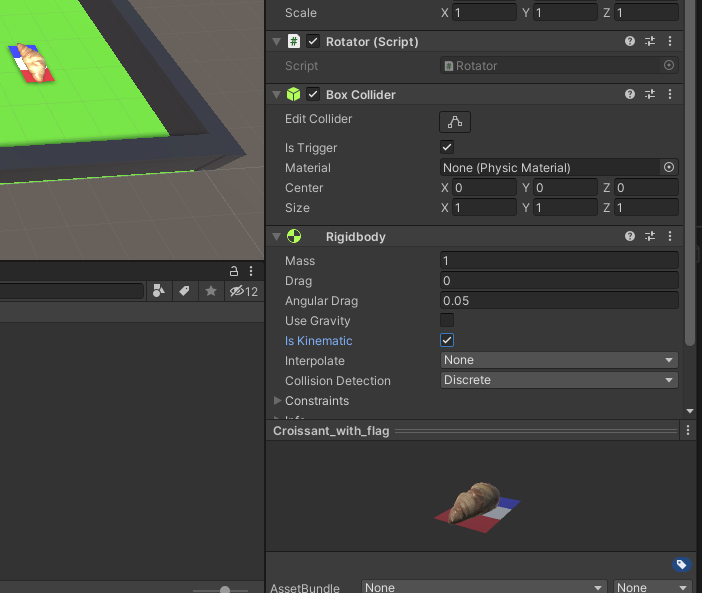 Scale X 1 Y 1 Z 1
# Rotator (Script)
Script # Rotator
Box Collider
Edit Collider
Is Trigger
Material None (Physic Material)
Center X 0 Y 0 Z 0
Size X 1 Y 1 Z 1
Rigidbody
Mass 1
Drag 0
Angular Drag 0.05
Use Gravity
Is Kinematic
Interpolate None
Collision Detection Discrete
Constraints
Info
12
Croissant_with_flag
AssetBundle None None